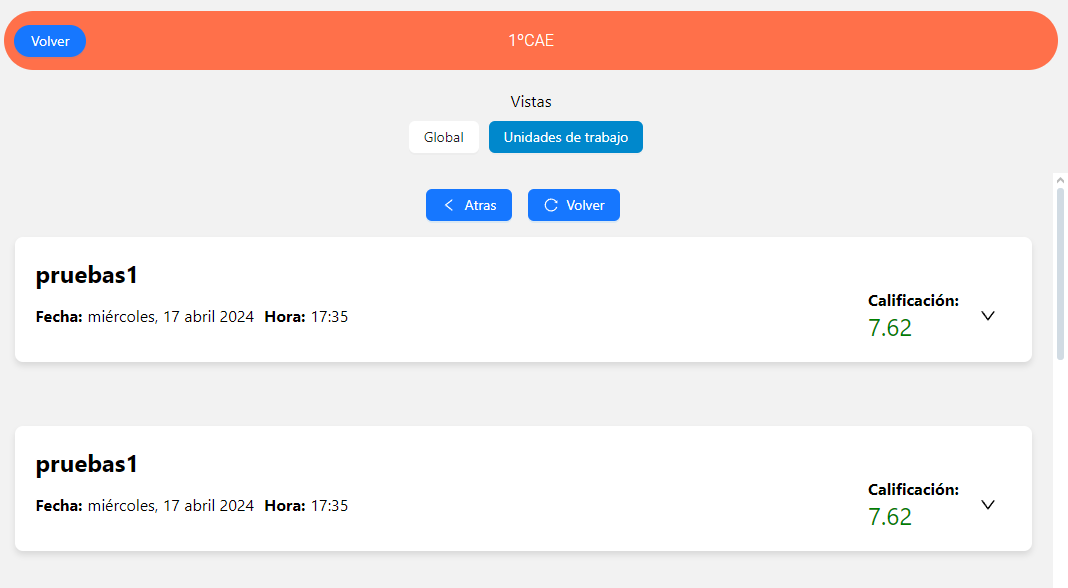 Volver
1ºCAE
Vistas
Global
Unidades de trabajo
Atras
Volver
pruebas1
Fecha: miércoles, 17 abril 2024 Hora: 17:35
Calificación:
7.62
pruebas1
Fecha: miércoles, 17 abril 2024 Hora: 17:35
Calificación:
7.62